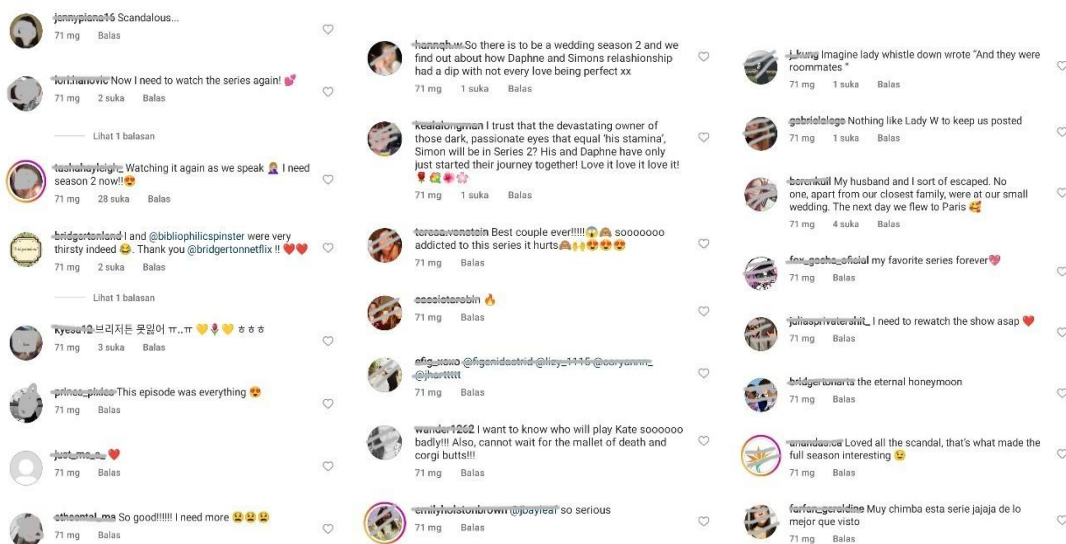 Scandalous...
71 mg Balas
Now I need to watch the series again! 💕
71 mg 2 suka Balas
Lihat 1 balasan
Watching it again as we speak 🤦🏼‍♀️ I need
season 2 now!!😍
71 mg 28 suka Balas
bridgertonland I and @bibliophilicspinster were very
thirsty indeed 😂. Thank you @bridgertonnetflix !! ❤️❤️
71 mg 2 suka Balas
Lihat 1 balasan
브리저튼 못잃어 ㅠ..ㅠ 💛🌷💛 ㅎㅎㅎ
71 mg 3 suka Balas
This episode was everything 😍
71 mg Balas
just_me_a_ ❤️
71 mg Balas
So good!!!!!! I need more 😫😫😫
71 mg Balas
So there is to be a wedding season 2 and we
find out about how Daphne and Simons relashionship
had a dip with not every love being perfect xx
71 mg 1 suka Balas
I trust that the devastating owner of
those dark, passionate eyes that equal 'his stamina',
Simon will be in Series 2? His and Daphne have
only just started their journey together! Love it love it love it!
🌹💐🌺🌸
71 mg 1 suka Balas
Best couple ever!!!!!😱🙈 sooooooo
addicted to this series it hurts🙈🙌😍😍😍
71 mg Balas
🔥
71 mg Balas
71 mg Balas
wander1262 I want to know who will play Kate soooooo
badly!!! Also, cannot wait for the mallet of death and
corgi butts!!!
71 mg Balas
emilyholstonbrown @jbayleaf so serious
71 mg Balas
j_kung Imagine lady whistle down wrote “And they were
roommates “
71 mg 1 suka Balas
Nothing like Lady W to keep us posted
71 mg 1 suka Balas
My husband and I sort of escaped. No
one, apart from our closest family, were at our small
wedding. The next day we flew to Paris 🥰
71 mg 4 suka Balas
my favorite series forever💖
71 mg Balas
juliasprivatershit_ I need to rewatch the show asap ❤️
71 mg Balas
bridgertonarts the eternal honeymoon
71 mg Balas
Loved all the scandal, that's what made the
full season interesting 😉
71 mg Balas
farfan_geraldine Muy chimba esta serie jajaja de lo
mejor que visto
71 mg Balas